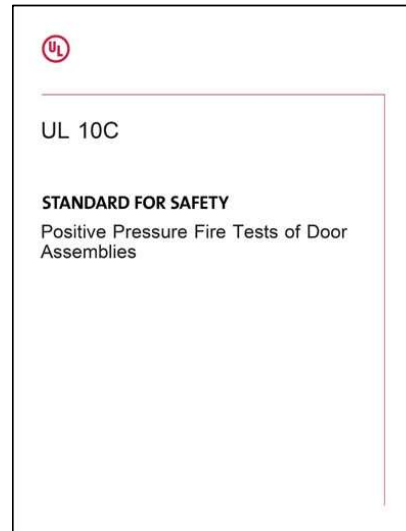 UL
UL 10C
STANDARD FOR SAFETY
Positive Pressure Fire Tests of Door
Assemblies